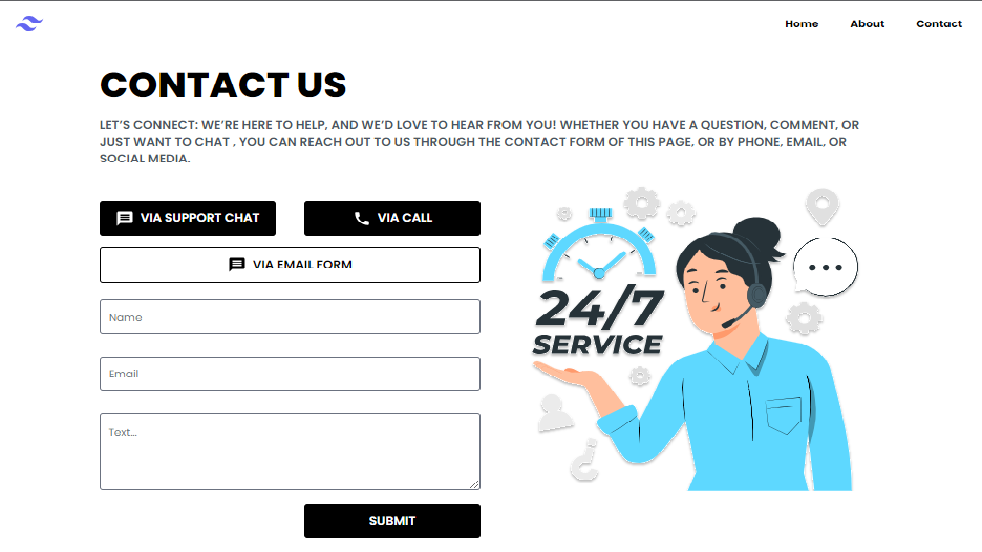 Home About Contact
CONTACT US
LET'S CONNECT: WE'RE HERE TO HELP, AND WE'D LOVE TO HEAR FROM YOU! WHETHER YOU HAVE A QUESTION, COMMENT, OR
JUST WANT TO CHAT , YOU CAN REACH OUT TO US THROUGH THE CONTACT FORM OF THIS PAGE, OR BY PHONE, EMAIL, OR
SOCIAL MEDIA.
VIA SUPPORT CHAT
VIA CALL
VIA EMAIL FORM
Name
Email
Text...
SUBMIT
24/7
SERVICE